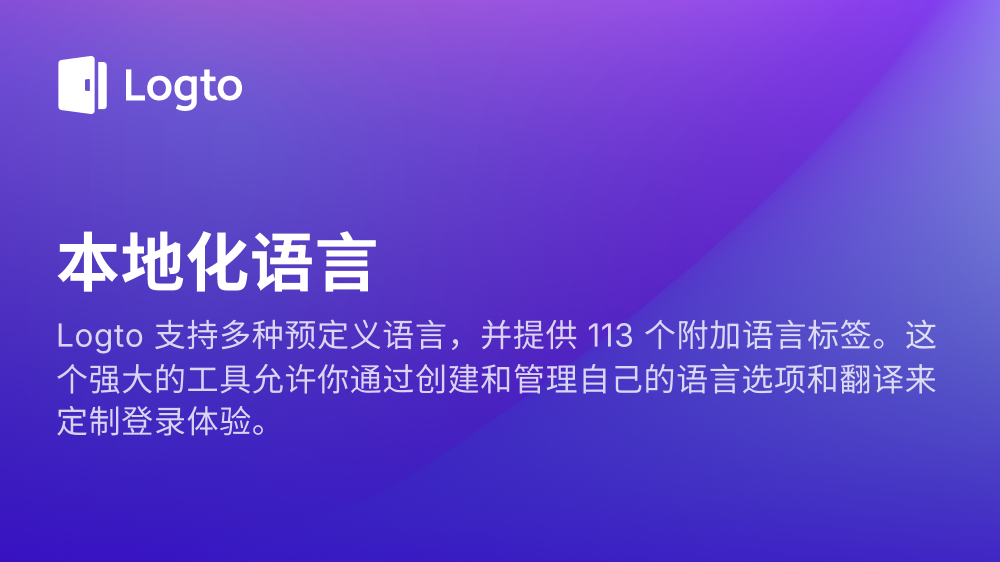 Logto
本地化语言
Logto 支持多种预定义语言，并提供 113 个附加语言标签。这
个强大的工具允许你通过创建和管理自己的语言选项和翻译来
定制登录体验。